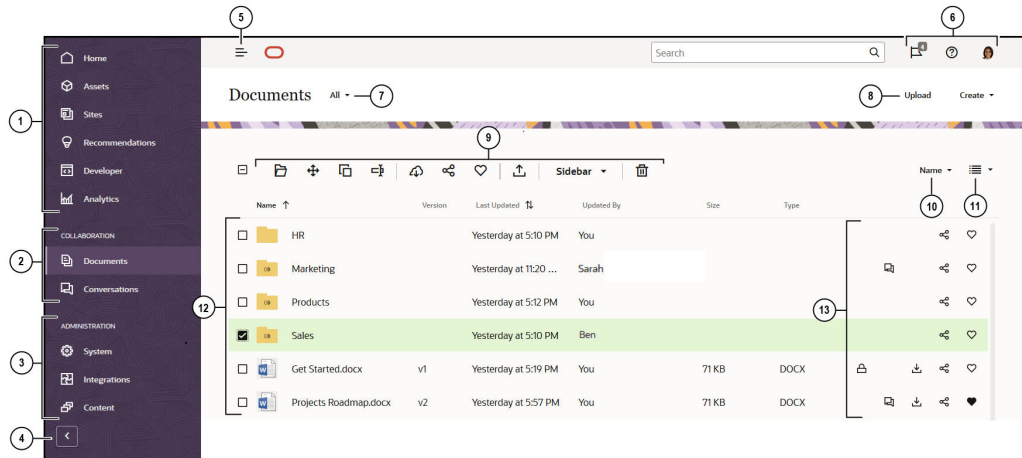 5
6
1
Home
Search
4
Assets
Documents All
7
8
Upload
Create
Sites
Recommendations
9
Developer
Sidebar
Name
Analytics
10
11
Name
Version
Last Updated
Updated By
Size
Type
2
COLLABORATION
HR
Yesterday at 5:10 PM
You
Documents
Marketing
Yesterday at 11:20 ...
Sarah
Conversations
12
Products
Yesterday at 5:12 PM
You
13
3
ADMINISTRATION
Sales
Yesterday at 5:10 PM
Ben
System
Get Started.docx
v1
Yesterday at 5:19 PM
You
71 KB
DOCX
Integrations
Projects Roadmap.docx
v2
Yesterday at 5:57 PM
You
71 KB
DOCX
Content
4